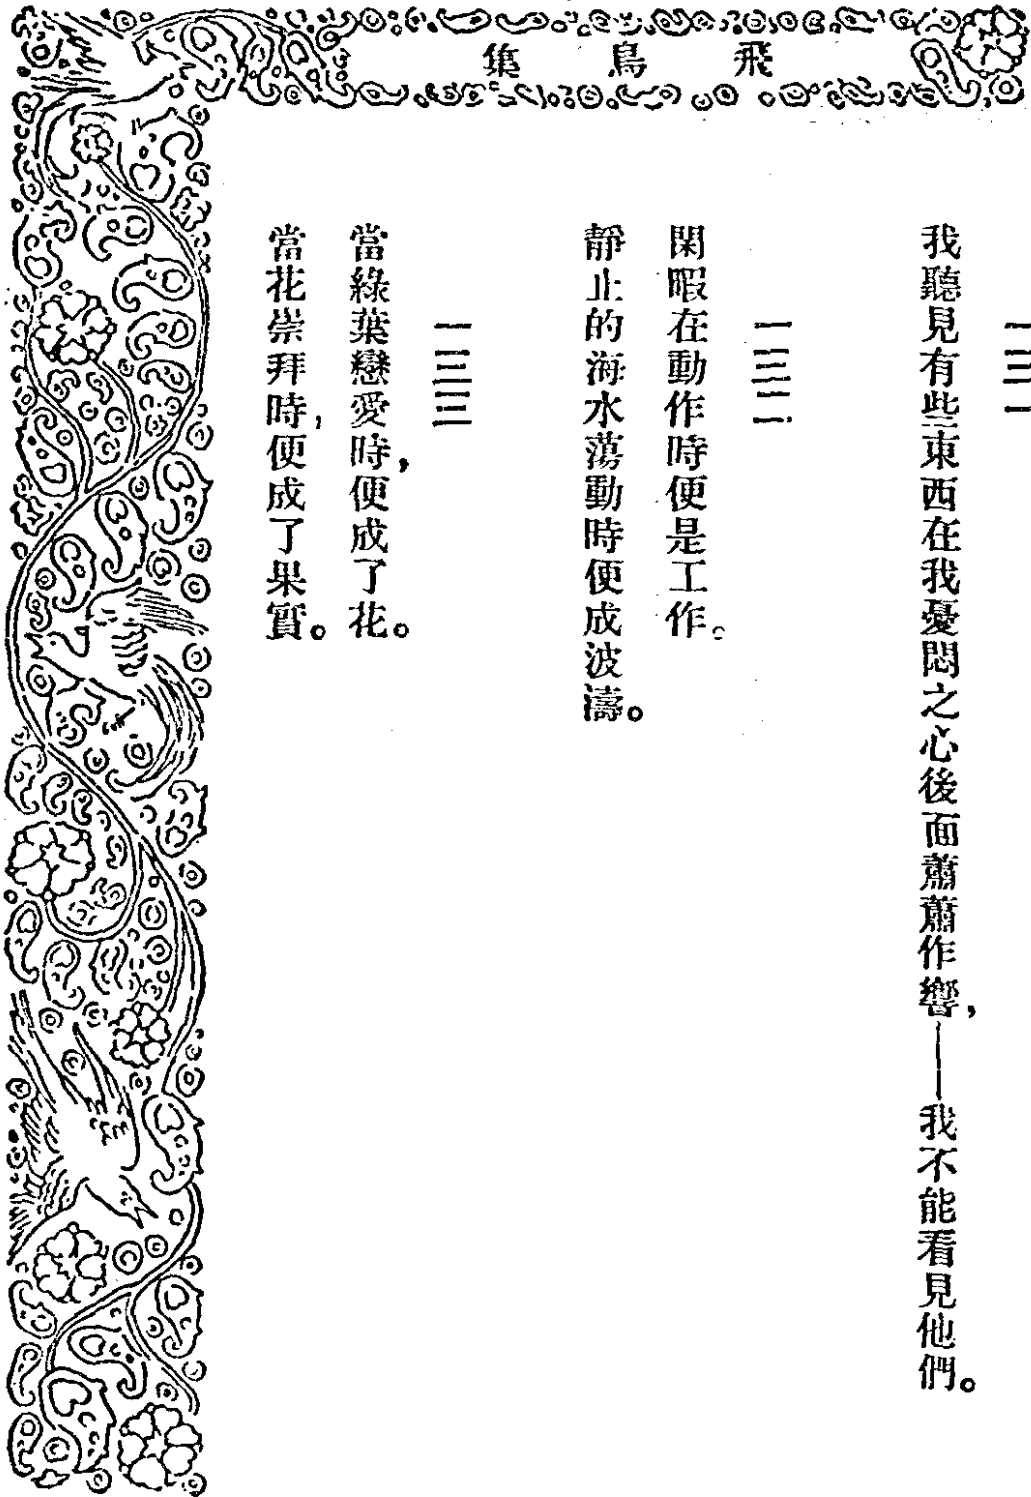 飛鳥集
一三一
我聽見有些東西在我憂悶之心後面蕭蕭作響，——我不能看見他們。
一三二
閑暇在動作時便是工作。
靜止的海水蕩動時便成波濤。
一三三
當綠葉戀愛時，便成了花。
當花崇拜時，便成了果實。